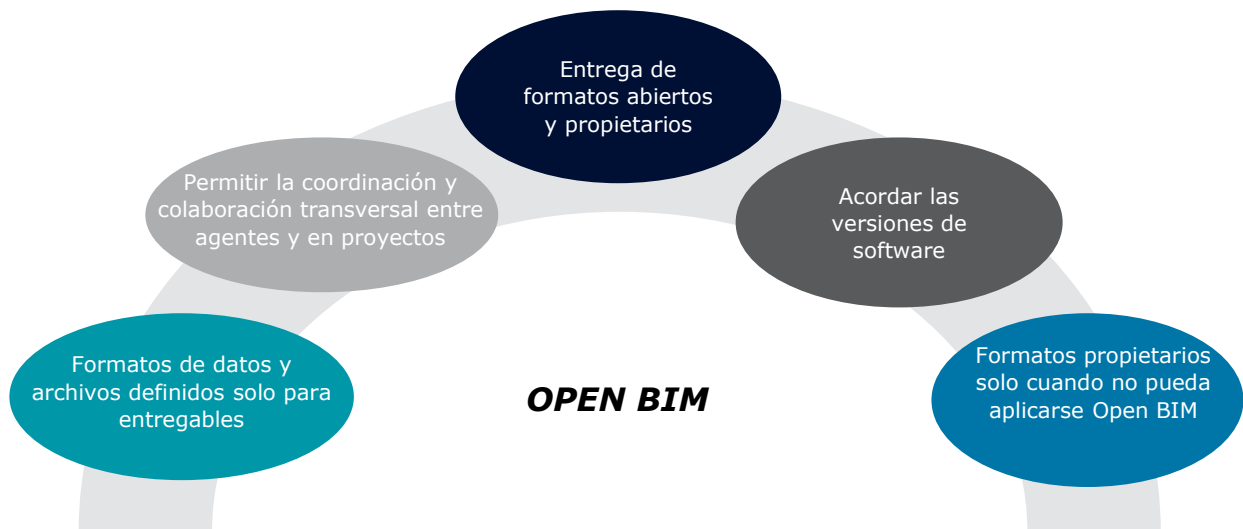 Entrega de
formatos abiertos
y propietarios
Permitir la coordinación y
colaboración transversal entre
agentes y en proyectos
Acordar las
versiones de
software
Formatos de datos y
archivos definidos solo para
entregables
OPEN BIM
Formatos propietarios
solo cuando no pueda
aplicarse Open BIM